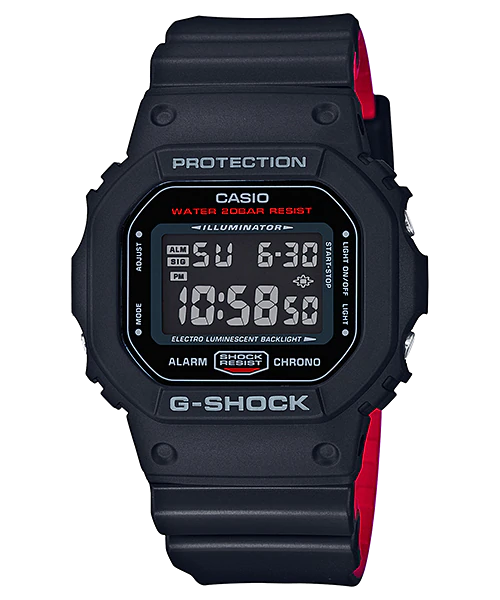 PROTECTION
CASIO
WATER 20BAR RESIST
ILLUMINATOR
ADJUST
MODE
ALM
SIG
PM
SU 6-30
10:58 50
START-STOP
LIGHT ON/OFF
LIGHT
ELECTRO LUMINESCENT BACKLIGHT
ALARM SHOCK RESIST CHRONO
G-SHOCK